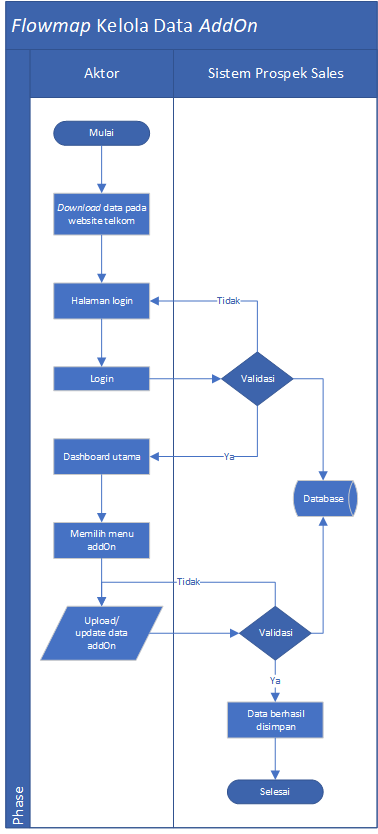 Flowmap Kelola Data AddOn
Aktor
Sistem Prospek Sales
Mulai
Download data pada
website telkom
Halaman login
Tidak
Login
Validasi
Dashboard utama
Ya
Database
Memilih menu
addOn
Tidak
Upload/
update data
addOn
Validasi
Ya
Data berhasil
disimpan
Selesai
Phase